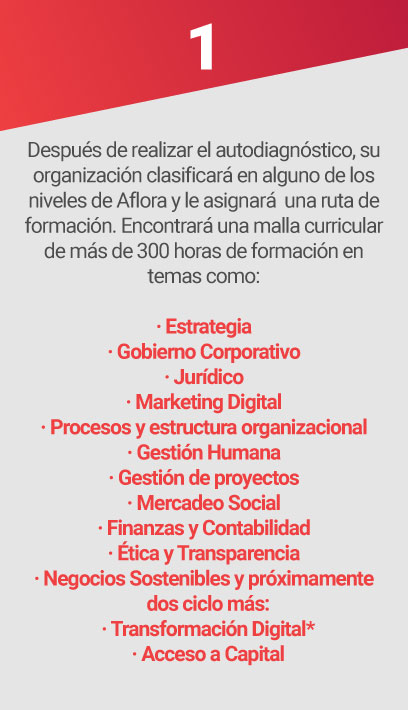 1
Después de realizar el autodiagnóstico, su
organización clasificará en alguno de los
niveles de Aflora y le asignará una ruta de
formación. Encontrará una malla curricular
de más de 300 horas de formación en
temas como:
· Estrategia
· Gobierno Corporativo
· Jurídico
· Marketing Digital
· Procesos y estructura organizacional
· Gestión Humana
· Gestión de proyectos
· Mercadeo Social
· Finanzas y Contabilidad
· Ética y Transparencia
· Negocios Sostenibles y próximamente
dos ciclo más:
· Transformación Digital*
· Acceso a Capital